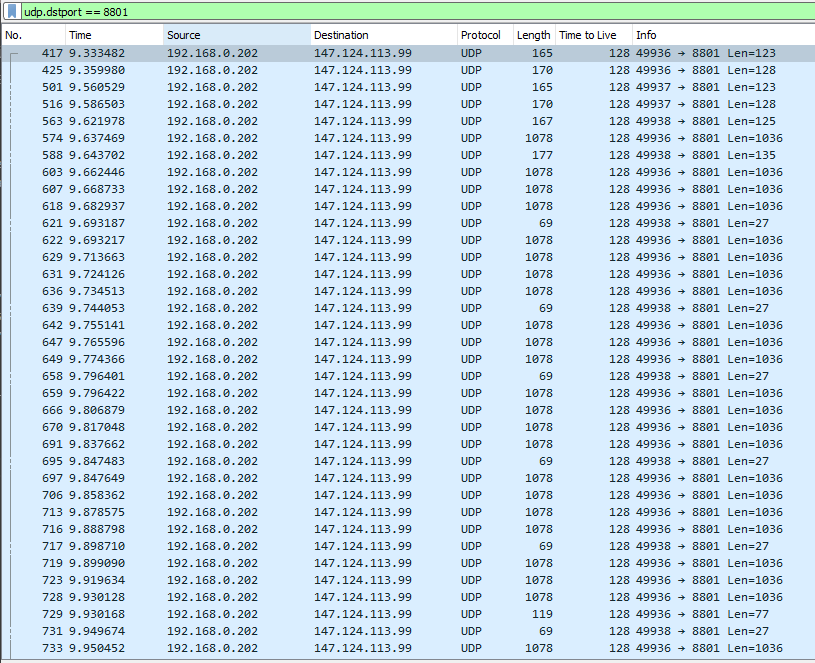 udp.dstport == 8801
No. Time Source Destination Protocol Length Time to Live Info
417 9.333482 192.168.0.202 147.124.113.99 UDP 165 128 49936 → 8801 Len=123
425 9.359980 192.168.0.202 147.124.113.99 UDP 170 128 49936 → 8801 Len=128
501 9.560529 192.168.0.202 147.124.113.99 UDP 165 128 49937 → 8801 Len=123
516 9.586503 192.168.0.202 147.124.113.99 UDP 170 128 49937 → 8801 Len=128
563 9.621978 192.168.0.202 147.124.113.99 UDP 167 128 49938 → 8801 Len=125
574 9.637469 192.168.0.202 147.124.113.99 UDP 1078 128 49936 → 8801 Len=1036
588 9.643702 192.168.0.202 147.124.113.99 UDP 177 128 49938 → 8801 Len=135
603 9.662446 192.168.0.202 147.124.113.99 UDP 1078 128 49936 → 8801 Len=1036
607 9.668733 192.168.0.202 147.124.113.99 UDP 1078 128 49936 → 8801 Len=1036
618 9.682937 192.168.0.202 147.124.113.99 UDP 1078 128 49936 → 8801 Len=1036
621 9.693187 192.168.0.202 147.124.113.99 UDP 69 128 49938 → 8801 Len=27
622 9.693217 192.168.0.202 147.124.113.99 UDP 1078 128 49936 → 8801 Len=1036
629 9.713663 192.168.0.202 147.124.113.99 UDP 1078 128 49936 → 8801 Len=1036
631 9.724126 192.168.0.202 147.124.113.99 UDP 1078 128 49936 → 8801 Len=1036
636 9.734513 192.168.0.202 147.124.113.99 UDP 1078 128 49936 → 8801 Len=1036
639 9.744053 192.168.0.202 147.124.113.99 UDP 69 128 49938 → 8801 Len=27
642 9.755141 192.168.0.202 147.124.113.99 UDP 1078 128 49936 → 8801 Len=1036
647 9.765596 192.168.0.202 147.124.113.99 UDP 1078 128 49936 → 8801 Len=1036
649 9.774366 192.168.0.202 147.124.113.99 UDP 1078 128 49936 → 8801 Len=1036
658 9.796401 192.168.0.202 147.124.113.99 UDP 69 128 49938 → 8801 Len=27
659 9.796422 192.168.0.202 147.124.113.99 UDP 1078 128 49936 → 8801 Len=1036
666 9.806879 192.168.0.202 147.124.113.99 UDP 1078 128 49936 → 8801 Len=1036
670 9.817048 192.168.0.202 147.124.113.99 UDP 1078 128 49936 → 8801 Len=1036
691 9.837662 192.168.0.202 147.124.113.99 UDP 1078 128 49936 → 8801 Len=1036
695 9.847483 192.168.0.202 147.124.113.99 UDP 69 128 49938 → 8801 Len=27
697 9.847649 192.168.0.202 147.124.113.99 UDP 1078 128 49936 → 8801 Len=1036
706 9.858362 192.168.0.202 147.124.113.99 UDP 1078 128 49936 → 8801 Len=1036
713 9.878575 192.168.0.202 147.124.113.99 UDP 1078 128 49936 → 8801 Len=1036
716 9.888798 192.168.0.202 147.124.113.99 UDP 1078 128 49936 → 8801 Len=1036
717 9.898710 192.168.0.202 147.124.113.99 UDP 69 128 49938 → 8801 Len=27
719 9.899090 192.168.0.202 147.124.113.99 UDP 1078 128 49936 → 8801 Len=1036
723 9.919634 192.168.0.202 147.124.113.99 UDP 1078 128 49936 → 8801 Len=1036
728 9.930128 192.168.0.202 147.124.113.99 UDP 1078 128 49936 → 8801 Len=1036
729 9.930168 192.168.0.202 147.124.113.99 UDP 119 128 49936 → 8801 Len=77
731 9.949674 192.168.0.202 147.124.113.99 UDP 69 128 49938 → 8801 Len=27
733 9.950452 192.168.0.202 147.124.113.99 UDP 1078 128 49936 → 8801 Len=1036